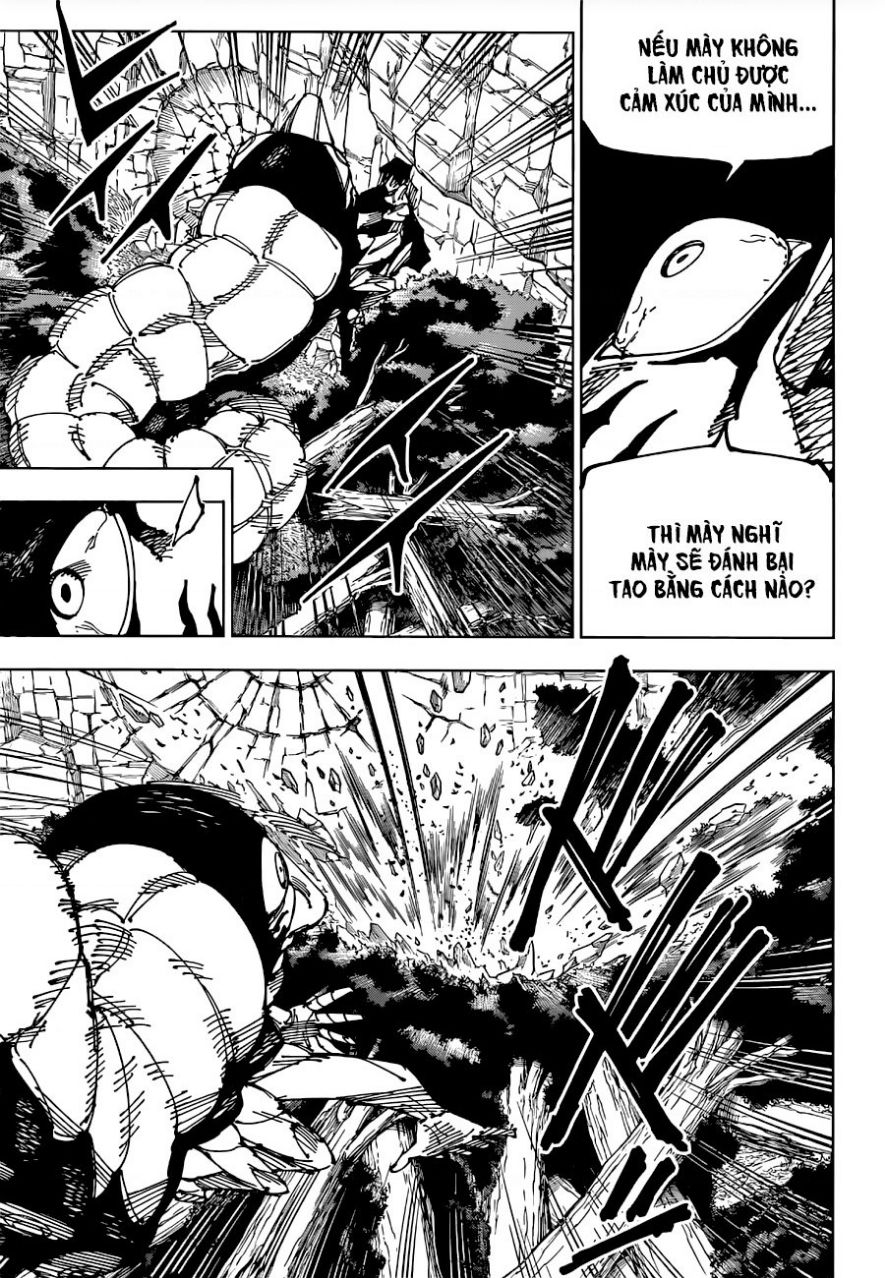 NẾU MÀY KHÔNG
LÀM CHỦ ĐƯỢC
CẢM XÚC CỦA MÌNH...
THÌ MÀY NGHĨ
MÀY SẼ ĐÁNH BẠI
TAO BẰNG CÁCH NÀO?